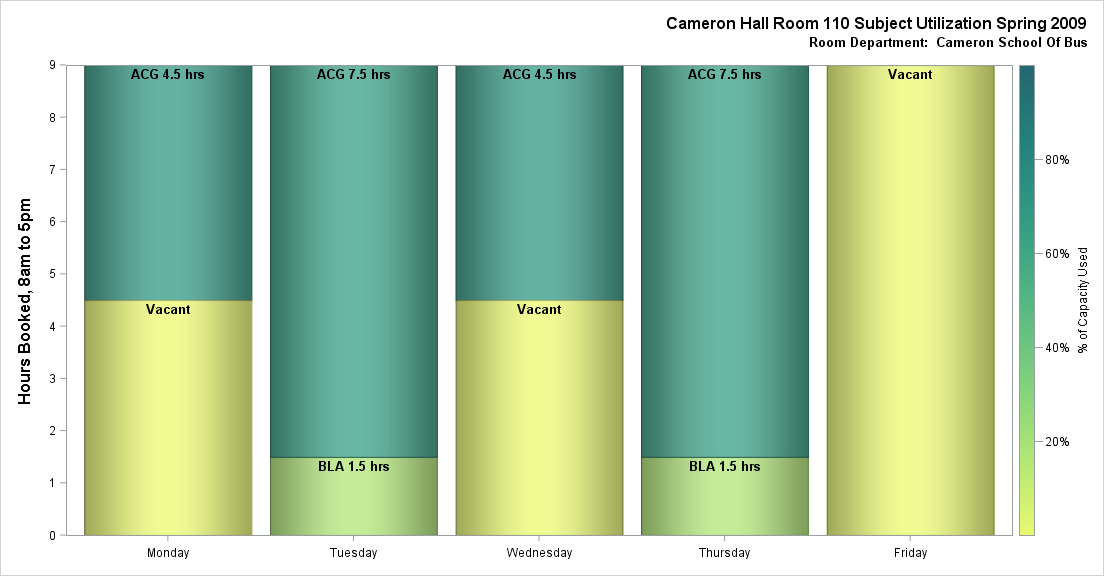 Cameron Hall Room 110 Subject Utilization Spring 2009
Room Department:  Cameron School Of Bus
Hours Booked, 8am to 5pm
9
8
7
6
5
4
3
2
1
0
ACG 4.5 hrs
Vacant
ACG 7.5 hrs
BLA 1.5 hrs
ACG 4.5 hrs
Vacant
ACG 7.5 hrs
BLA 1.5 hrs
Vacant
Monday
Tuesday
Wednesday
Thursday
Friday
80%
60%
40%
20%
% of Capacity Used